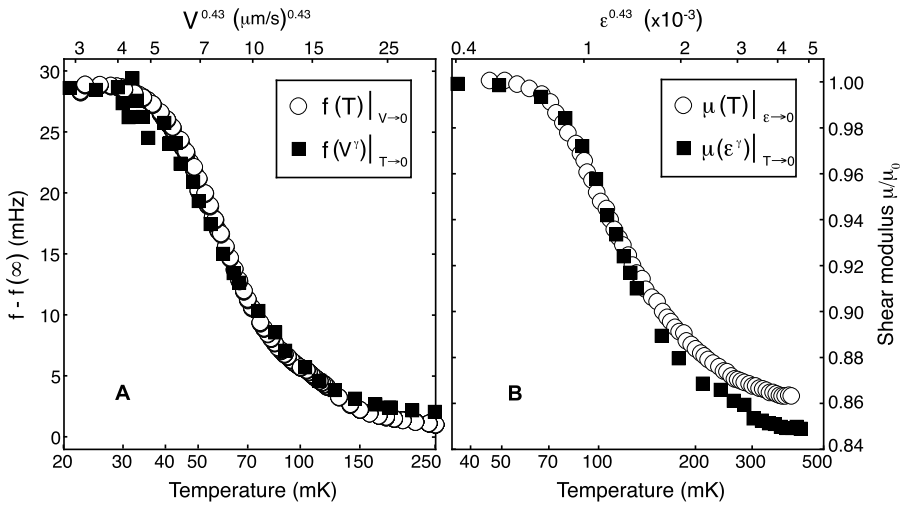 V^0.43 (μm/s)^0.43
3 4 5 7 10 15 25
f - f(∞) (mHz)
30
25
20
15
10
5
0
f(T)|V→0
f(V^γ)|T→0
A
20 30 40 50 70 100 150 250
Temperature (mK)
ε^0.43 (x10^-3)
0.4 1 2 3 4 5
μ(T)|ε→0
μ(ε^γ)|T→0
B
1.00
0.98
0.96
0.94
0.92
0.90
0.88
0.86
0.84
Shear modulus μ/μ₀
40 50 70 100 200 300 500
Temperature (mK)